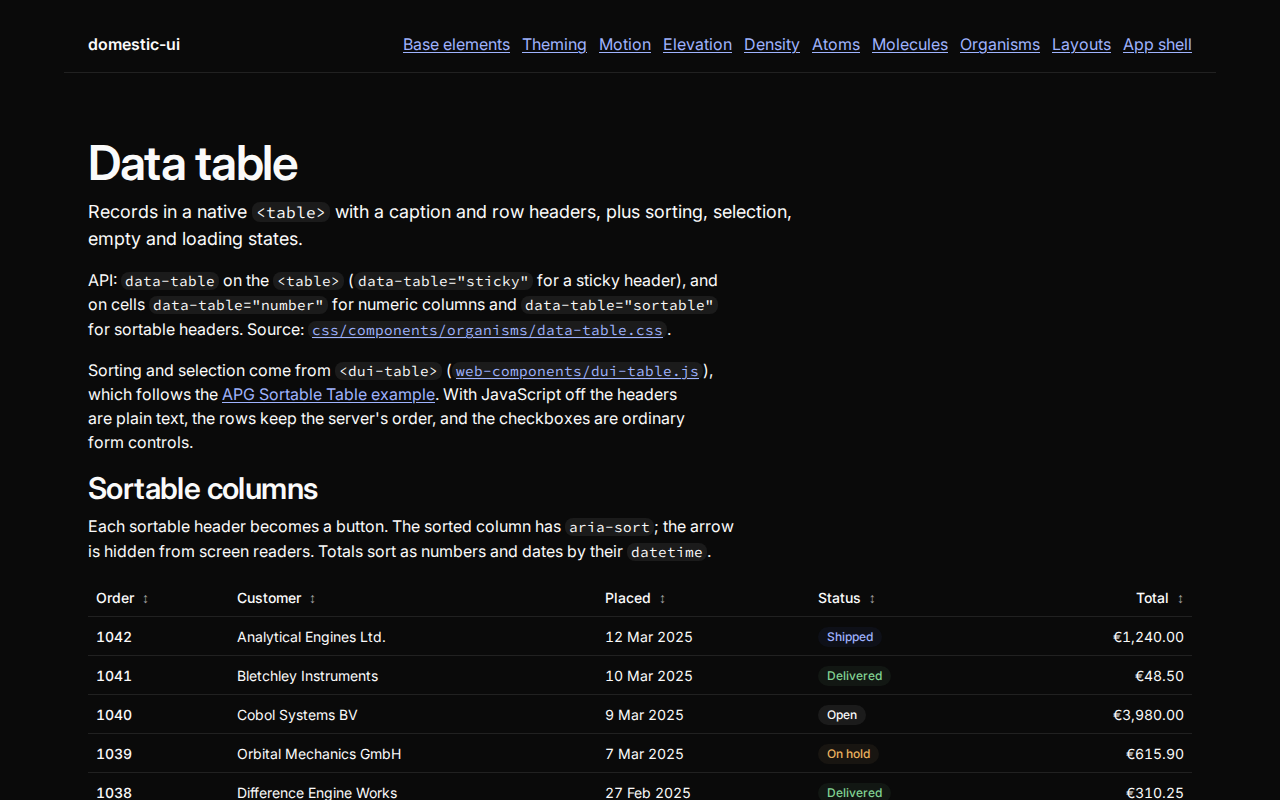 domestic-ui
Base elements Theming Motion Elevation Density Atoms Molecules Organisms Layouts App shell
Data table
Records in a native <table> with a caption and row headers, plus sorting, selection,
empty and loading states.
API: data-table on the <table> ( data-table="sticky" for a sticky header), and
on cells data-table="number" for numeric columns and data-table="sortable"
for sortable headers. Source: css/components/organisms/data-table.css .
Sorting and selection come from <dui-table> ( web-components/dui-table.js ),
which follows the APG Sortable Table example. With JavaScript off the headers
are plain text, the rows keep the server's order, and the checkboxes are ordinary
form controls.
Sortable columns
Each sortable header becomes a button. The sorted column has aria-sort ; the arrow
is hidden from screen readers. Totals sort as numbers and dates by their datetime .
Order ↕ Customer ↕ Placed ↕ Status ↕ Total ↕
1042 Analytical Engines Ltd. 12 Mar 2025 Shipped €1,240.00
1041 Bletchley Instruments 10 Mar 2025 Delivered €48.50
1040 Cobol Systems BV 9 Mar 2025 Open €3,980.00
1039 Orbital Mechanics GmbH 7 Mar 2025 On hold €615.90
1038 Difference Engine Works 27 Feb 2025 Delivered €310.25